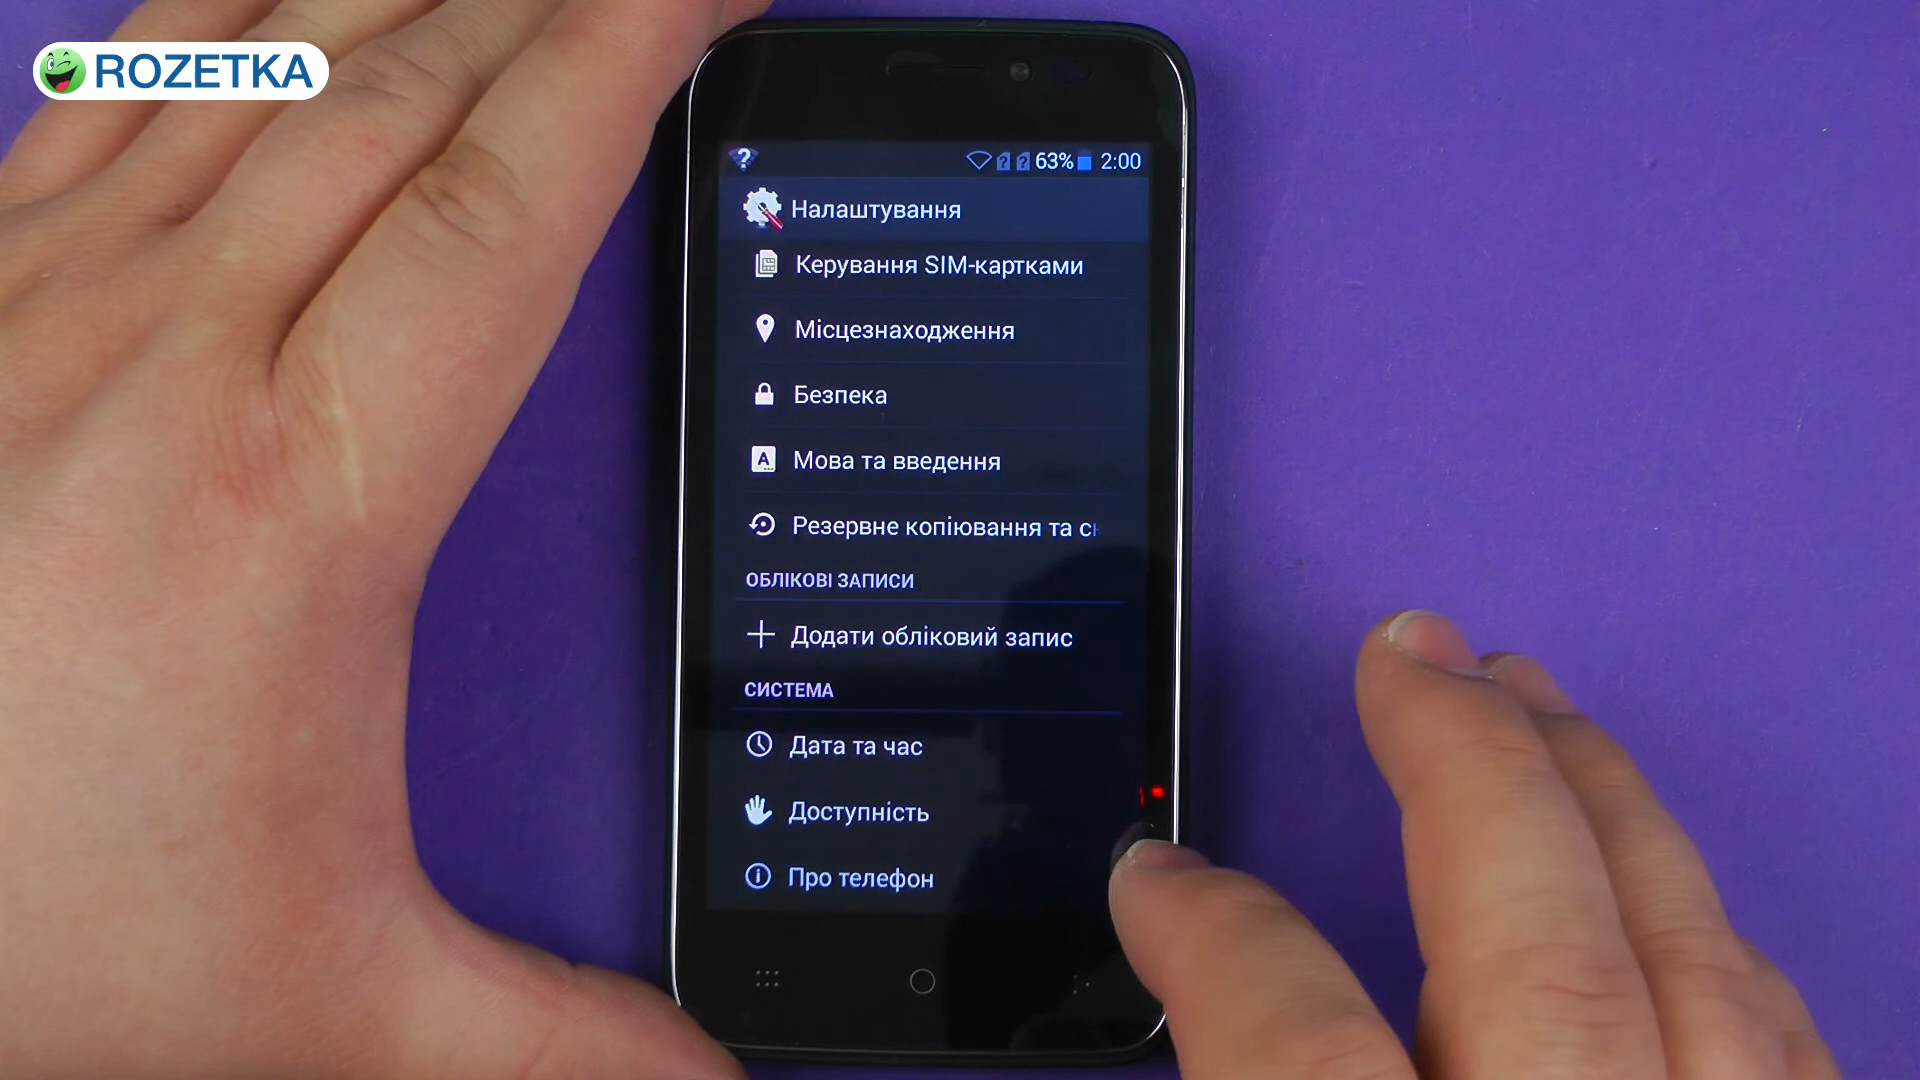 ROZETKA
63% 2:00
Налаштування
Керування SIM-картками
Місцезнаходження
Безпека
Мова та введення
Резервне копіювання та
ОБЛІКОВІ ЗАПИСИ
Додати обліковий запис
СИСТЕМА
Дата та час
Доступність
Про телефон